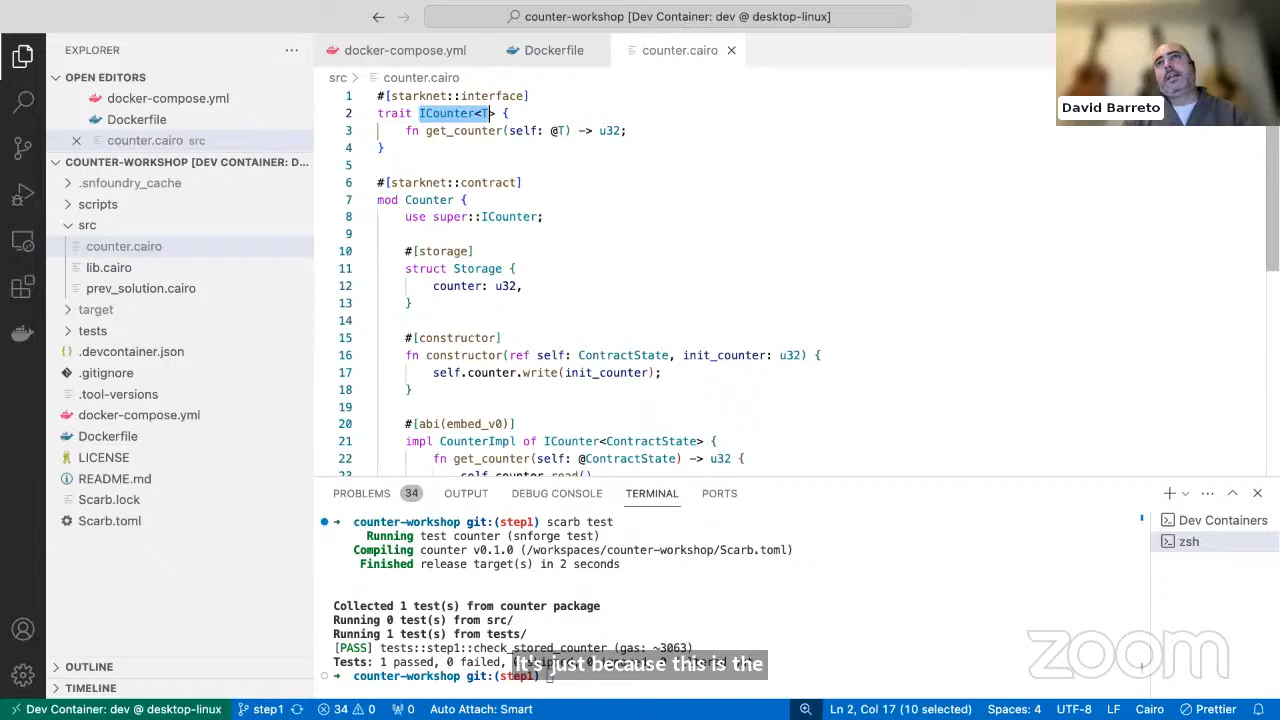 counter-workshop [Dev Container: dev @ desktop-linux]
EXPLORER
OPEN EDITORS
docker-compose.yml
Dockerfile
counter.cairo src
COUNTER-WORKSHOP [DEV CONTAINER: D...
.snfoundry_cache
scripts
src
counter.cairo
lib.cairo
prev_solution.cairo
target
tests
.devcontainer.json
.gitignore
.tool-versions
docker-compose.yml
Dockerfile
LICENSE
README.md
Scarb.lock
Scarb.toml
OUTLINE
TIMELINE
docker-compose.yml Dockerfile counter.cairo
src > counter.cairo
1 #[starknet::interface]
2 trait ICounter<T> {
3 fn get_counter(self: @T) -> u32;
4 }
5
6 #[starknet::contract]
7 mod Counter {
8 use super::ICounter;
9
10 #[storage]
11 struct Storage {
12 counter: u32,
13 }
14
15 #[constructor]
16 fn constructor(ref self: ContractState, init_counter: u32) {
17 self.counter.write(init_counter);
18 }
19
20 #[abi(embed_v0)]
21 impl CounterImpl of ICounter<ContractState> {
22 fn get_counter(self: @ContractState) -> u32 {
23 self.counter.read()
David Barreto
PROBLEMS 34 OUTPUT DEBUG CONSOLE TERMINAL PORTS
counter-workshop git:(step1) scarb test
Running test counter (snforge test)
Compiling counter v0.1.0 (/workspaces/counter-workshop/Scarb.toml)
Finished release target(s) in 2 seconds
Collected 1 test(s) from counter package
Running 0 test(s) from src/
Running 1 test(s) from tests/
[PASS] tests::step1::check_stored_counter (gas: ~3063)
Tests: 1 passed, 0 failed,
counter-workshop git:(step1)
It's just because this is the
Dev Containers
zsh
zoom
Dev Container: dev @ desktop-linux step1 34 0 0 Auto Attach: Smart Ln 2, Col 17 (10 selected) Spaces: 4 UTF-8 LF Cairo Prettier